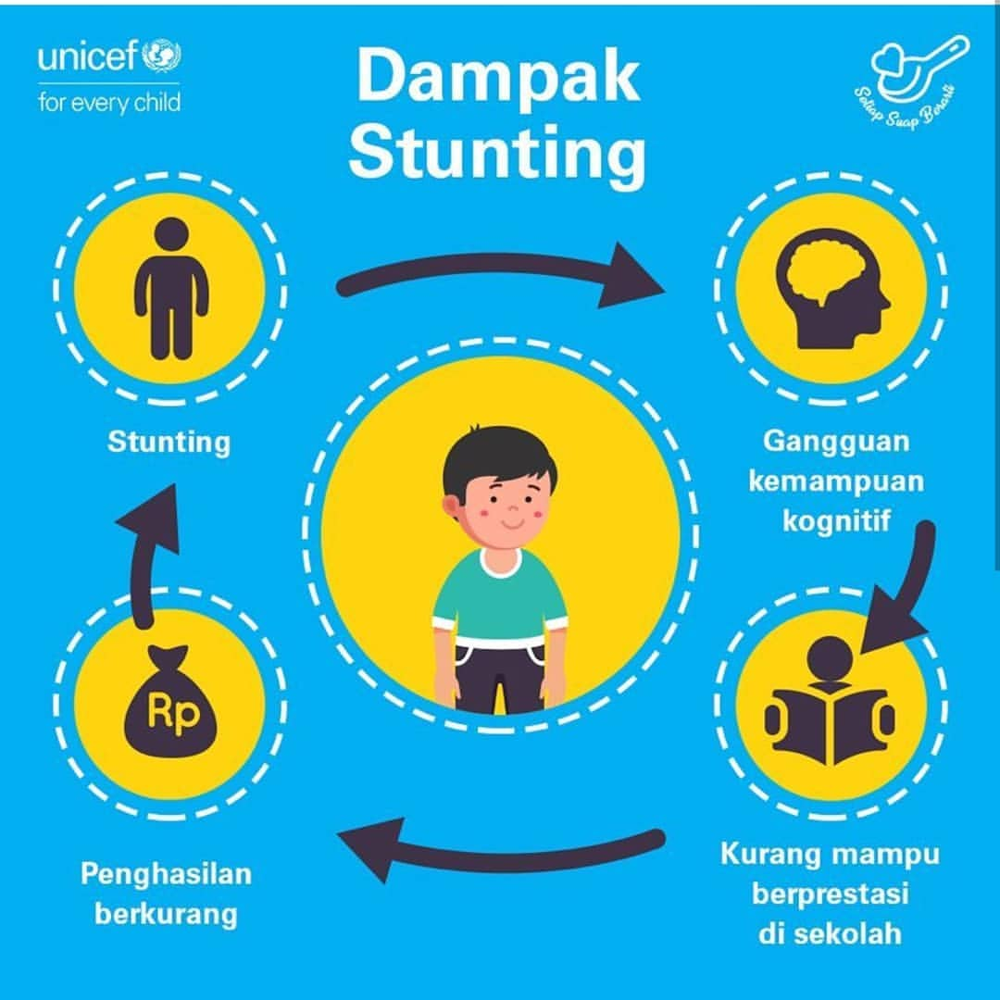 unicef
for every child
Dampak
Stunting
Setiap Suap Berarti
Stunting
Gangguan
kemampuan
kognitif
Rp
Penghasilan
berkurang
Kurang mampu
berprestasi
di sekolah